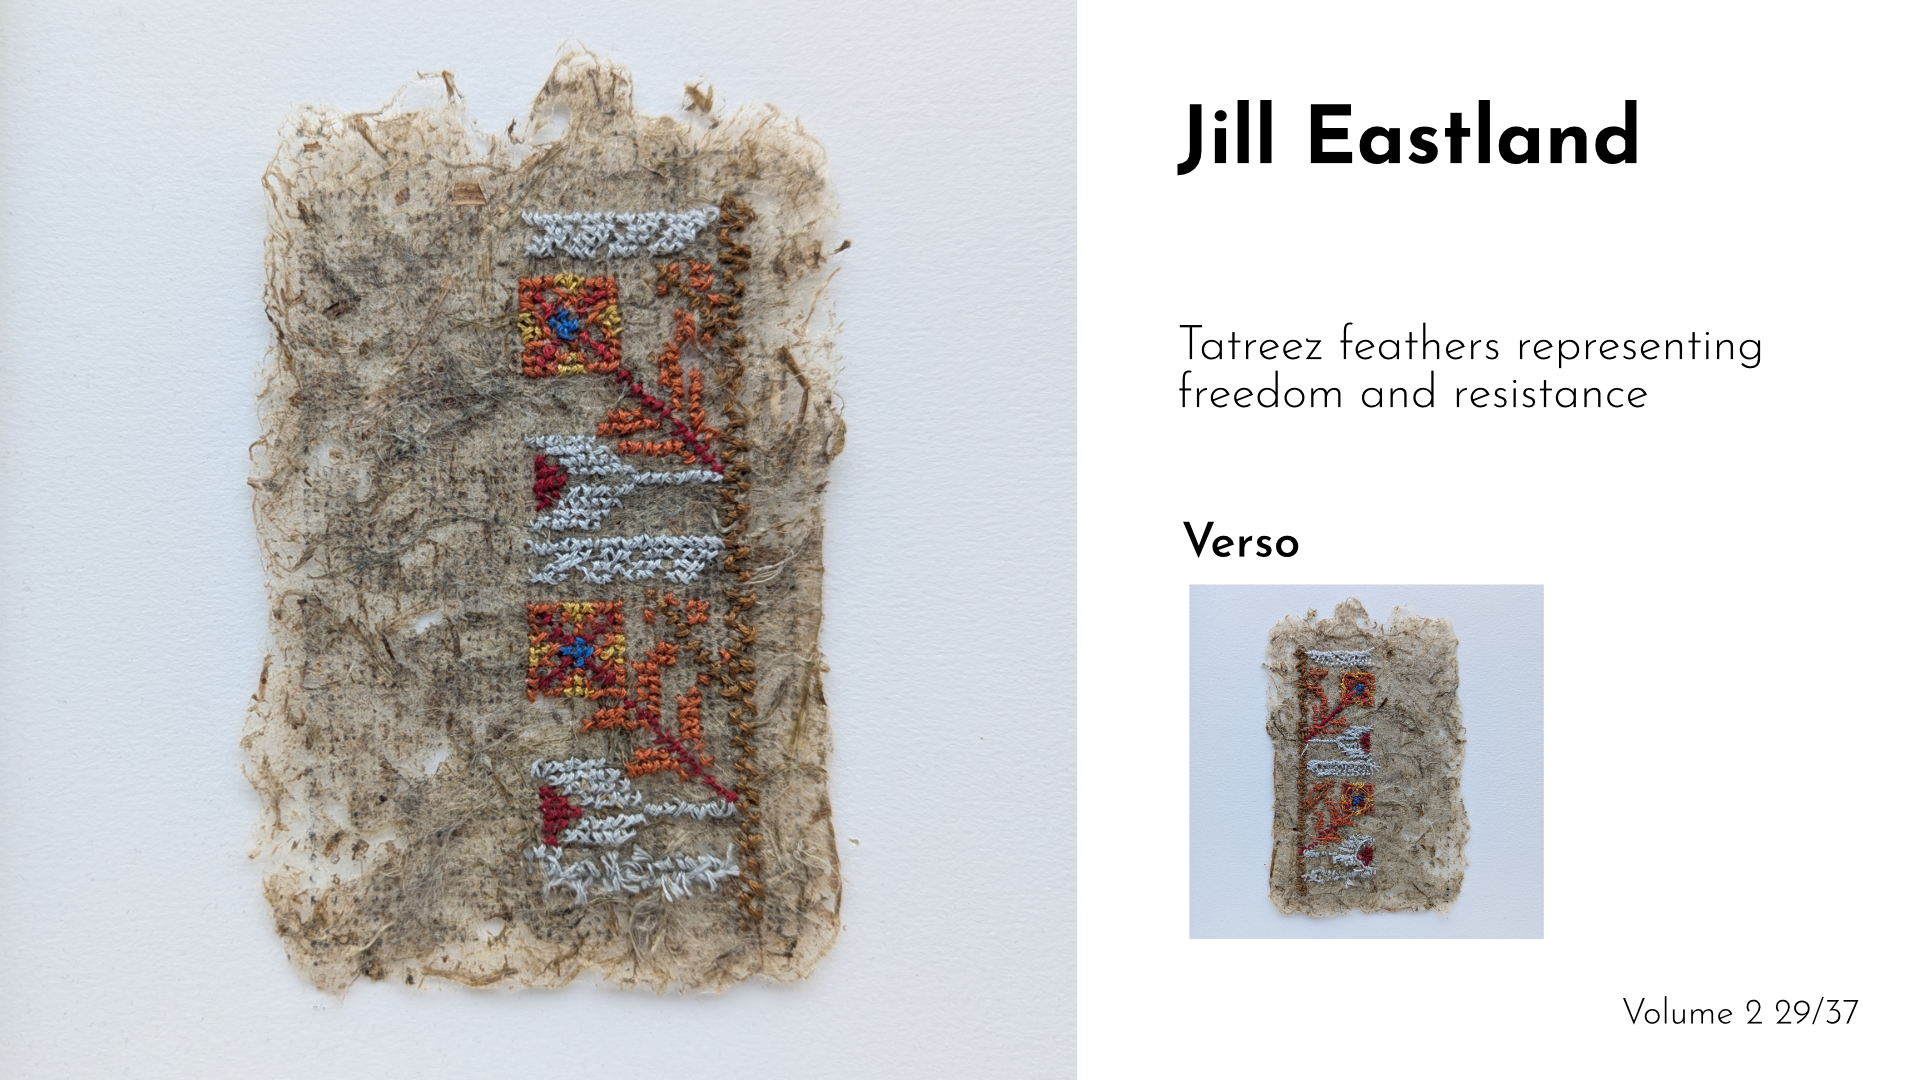 Jill Eastland
Tatreez feathers representing
freedom and resistance
Verso
Volume 2 29/37